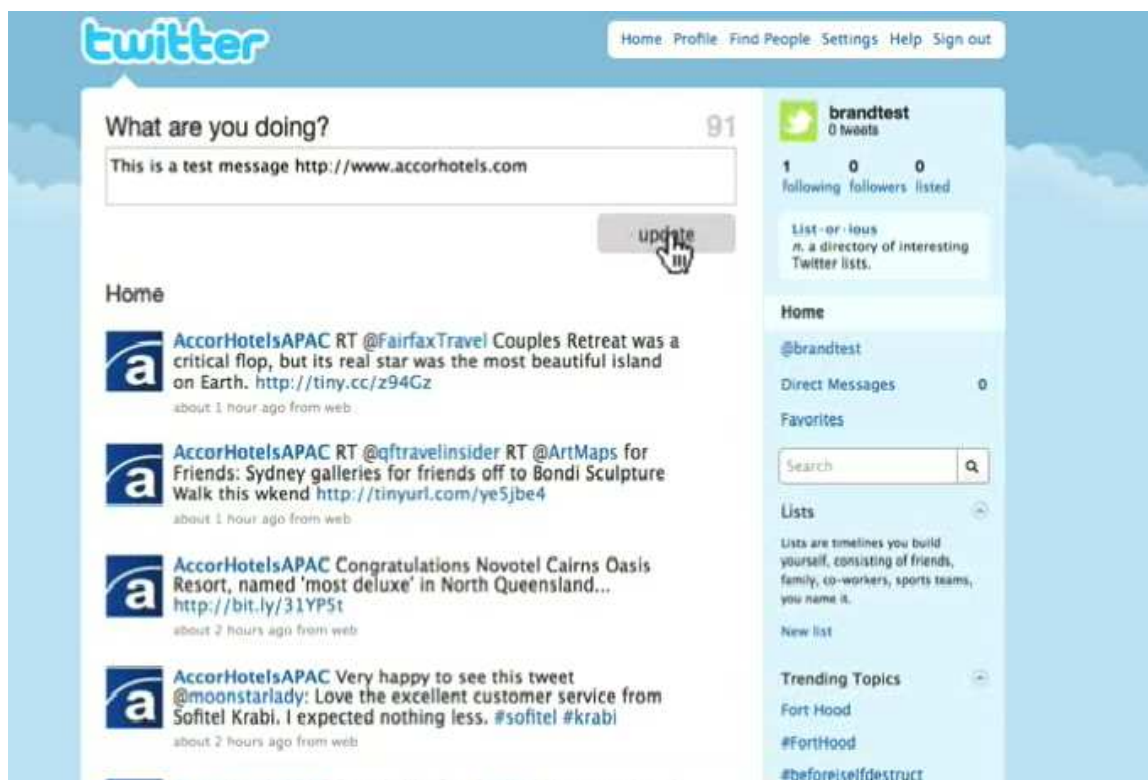 twitter
Home Profile Find People Settings Help Sign out
What are you doing?
91
This is a test message http://www.accorhotels.com
update
Home
AccorHotelsAPAC RT @FairfaxTravel Couples Retreat was a
critical flop, but its real star was the most beautiful island
on Earth. http://tiny.cc/z94Gz
about 1 hour ago from web
AccorHotelsAPAC RT @qftravelinsider RT @ArtMaps for
Friends: Sydney galleries for friends off to Bondi Sculpture
Walk this wkend http://tinyurl.com/ye5jbe4
about 1 hour ago from web
AccorHotelsAPAC Congratulations Novotel Cairns Oasis
Resort, named 'most deluxe' in North Queensland...
http://bit.ly/31YP5t
about 2 hours ago from web
AccorHotelsAPAC Very happy to see this tweet
@moonstarlady: Love the excellent customer service from
Sofitel Krabi. I expected nothing less. #sofitel #krabi
about 2 hours ago from web
brandtest
0 tweets
1 0 0
following followers listed
List·or·ious
n. a directory of interesting
Twitter lists.
Home
@brandtest
Direct Messages 0
Favorites
Search
Lists
Lists are timelines you build
yourself, consisting of friends,
family, co-workers, sports teams,
you name it.
New list
Trending Topics
Fort Hood
#FortHood
#beforeiselfdestruct